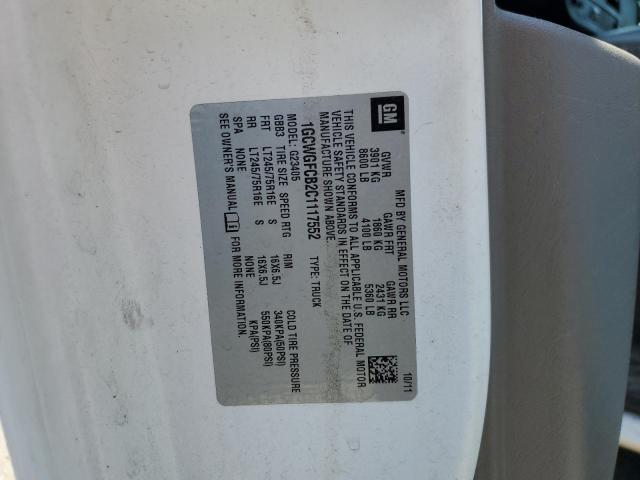 GM
MFD BY GENERAL MOTORS LLC 10/11
GVWR GAWR FRT GAWR RR
3901 KG 1860 KG 2431 KG
8600 LB 4100 LB 5360 LB
THIS VEHICLE CONFORMS TO ALL APPLICABLE U.S. FEDERAL MOTOR
VEHICLE SAFETY STANDARDS IN EFFECT ON THE DATE OF
MANUFACTURE SHOWN ABOVE.
1GCWGFCB2C1117552 TYPE: TRUCK
MODEL: G23405
GBB3 TIRE SIZE SPEED RTG RIM COLD TIRE PRESSURE
FRT LT245/75R16E S 16X6.5J 340KPA(50PSI)
RR LT245/75R16E S 16X6.5J 550KPA(80PSI)
SPA NONE NONE KPA(PSI)
SEE OWNER'S MANUAL FOR MORE INFORMATION.